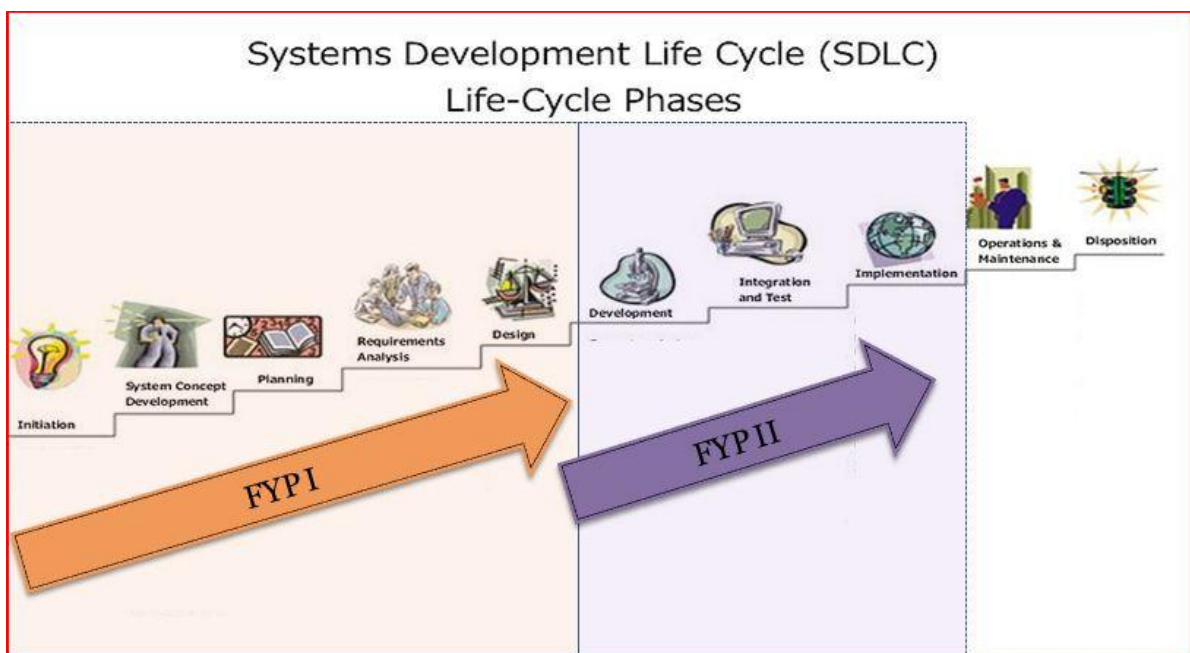 Systems Development Life Cycle (SDLC)
Life-Cycle Phases
Initiation
System Concept
Development
Planning
Requirements
Analysis
Design
Development
Integration
and Test
Implementation
Operations &
Maintenance
Disposition
FYP I
FYP II